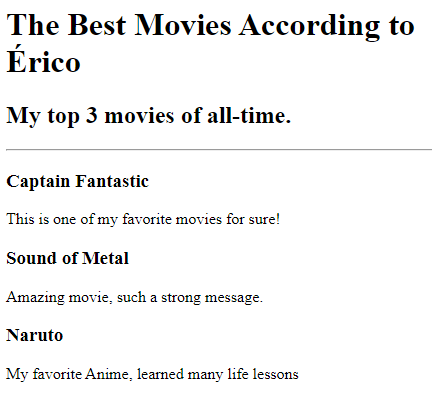 The Best Movies According to
Érico
My top 3 movies of all-time.
Captain Fantastic
This is one of my favorite movies for sure!
Sound of Metal
Amazing movie, such a strong message.
Naruto
My favorite Anime, learned many life lessons